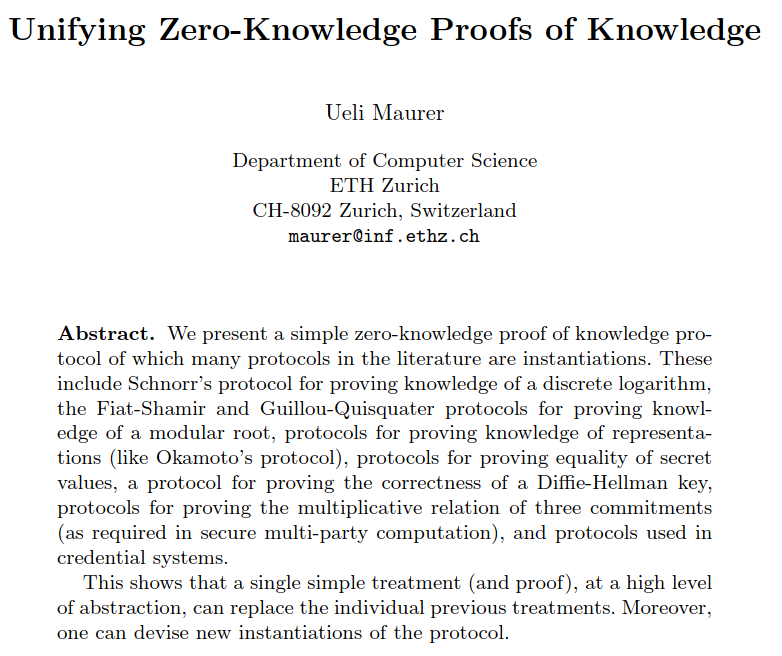 Unifying Zero-Knowledge Proofs of Knowledge
Ueli Maurer
Department of Computer Science
ETH Zurich
CH-8092 Zurich, Switzerland
maurer@inf.ethz.ch
Abstract. We present a simple zero-knowledge proof of knowledge pro-
tocol of which many protocols in the literature are instantiations. These
include Schnorr's protocol for proving knowledge of a discrete logarithm,
the Fiat-Shamir and Guillou-Quisquater protocols for proving knowl-
edge of a modular root, protocols for proving knowledge of representa-
tions (like Okamoto's protocol), protocols for proving equality of secret
values, a protocol for proving the correctness of a Diffie-Hellman key,
protocols for proving the multiplicative relation of three commitments
(as required in secure multi-party computation), and protocols used in
credential systems.
This shows that a single simple treatment (and proof), at a high level
of abstraction, can replace the individual previous treatments. Moreover,
one can devise new instantiations of the protocol.